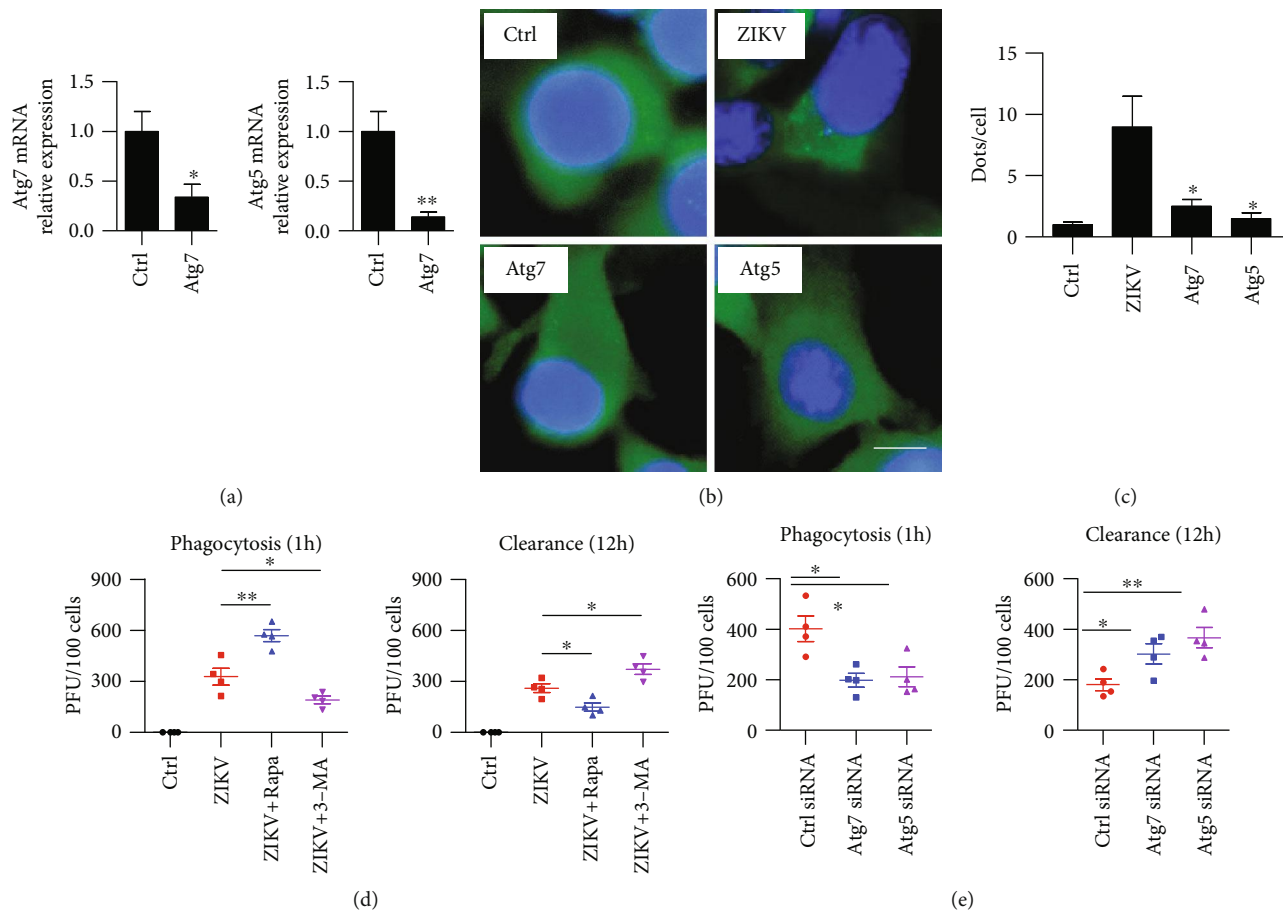 Atg7 mRNA
relative expression
1.5
1.0
0.5
0.0
*
Ctrl
Atg7
Atg5 mRNA
relative expression
1.5
1.0
0.5
0.0
**
Ctrl
Atg7
(a)
Ctrl
ZIKV
Atg7
Atg5
(b)
Dots/cell
15
10
5
0
*
*
Ctrl
ZIKV
Atg7
Atg5
(c)
Phagocytosis (1h)
PFU/100 cells
900
600
300
0
*
**
Ctrl
ZIKV
ZIKV+Rapa
ZIKV+3–MA
Clearance (12h)
PFU/100 cells
900
600
300
0
*
*
Ctrl
ZIKV
ZIKV+Rapa
ZIKV+3–MA
(d)
Phagocytosis (1h)
PFU/100 cells
600
400
200
0
*
*
Ctrl siRNA
Atg7 siRNA
Atg5 siRNA
Clearance (12h)
PFU/100 cells
600
400
200
0
**
*
Ctrl siRNA
Atg7 siRNA
Atg5 siRNA
(e)